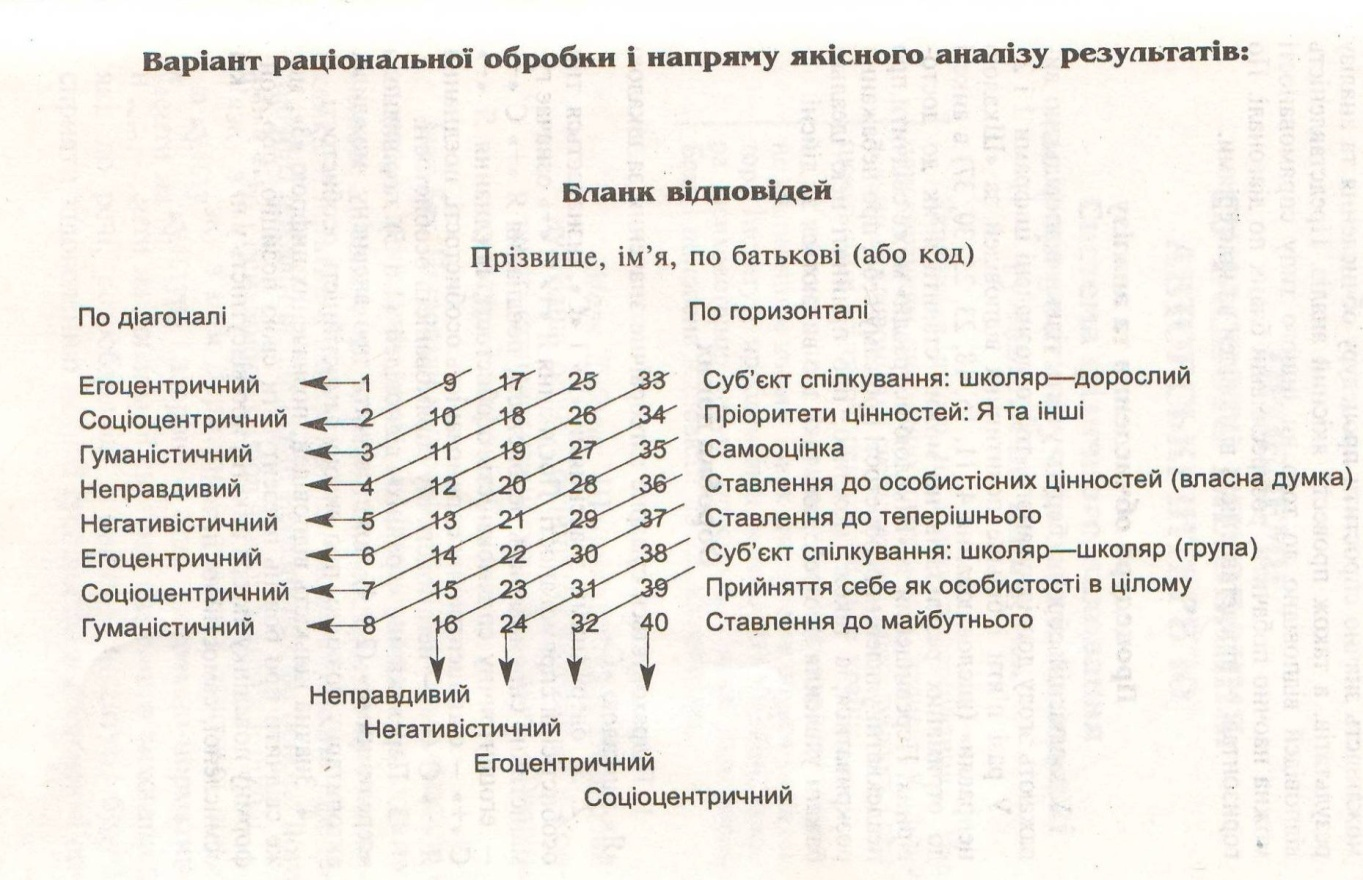 Варіант раціональної обробки і напряму якісного аналізу результатів:
Бланк відповідей
Прізвище, ім'я, по батькові (або код)
По діагоналі По горизонталі
Егоцентричний 1 9 17 25 33 Суб'єкт спілкування: школяр—дорослий
Соціоцентричний 2 10 18 26 34 Пріоритети цінностей: Я та інші
Гуманістичний 3 11 19 27 35 Самооцінка
Неправдивий 4 12 20 28 36 Ставлення до особистісних цінностей (власна думка)
Негативістичний 5 13 21 29 37 Ставлення до теперішнього
Егоцентричний 6 14 22 30 38 Суб'єкт спілкування: школяр—школяр (група)
Соціоцентричний 7 15 23 31 39 Прийняття себе як особистості в цілому
Гуманістичний 8 16 24 32 40 Ставлення до майбутнього
Неправдивий
Негативістичний
Егоцентричний
Соціоцентричний